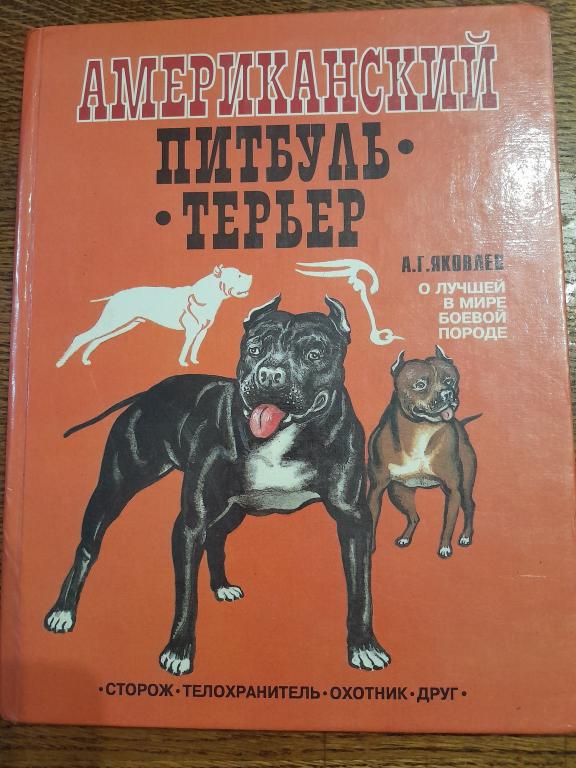 АМЕРИКАНСКИЙ
ПИТБУЛЬ•
•ТЕРЬЕР
А.Г.ЯКОВЛЕВ
О ЛУЧШЕЙ
В МИРЕ
БОЕВОЙ
ПОРОДЕ
•СТОРОЖ•ТЕЛОХРАНИТЕЛЬ•ОХОТНИК•ДРУГ•